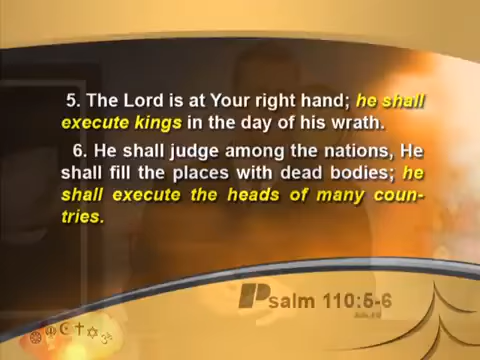 5. The Lord is at Your right hand; he shall
execute kings in the day of his wrath.
6. He shall judge among the nations, He
shall fill the places with dead bodies; he
shall execute the heads of many coun-
tries.
Psalm 110:5-6